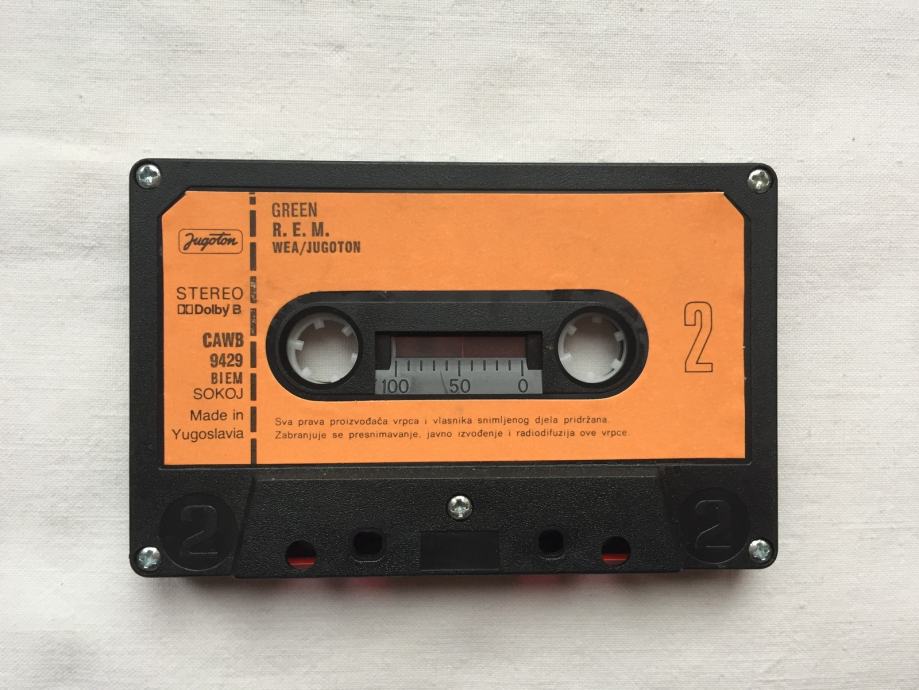 GREEN
R. E. M.
WEA/JUGOTON
Jugoton
STEREO
Dolby B
CAWB
9429
BIEM
SOKOJ
Made in
Yugoslavia
2
100 50 0
Sva prava proizvođača vrpca i vlasnika snimljenog djela pridržana.
Zabranjuje se presnimavanje, javno izvođenje i radiodifuzija ove vrpce.
2
2